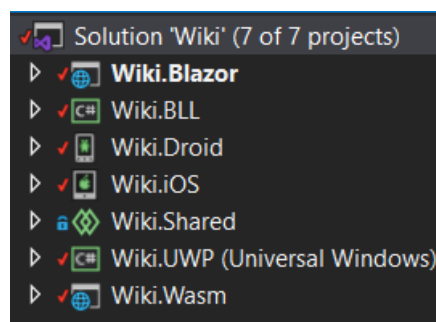 Solution 'Wiki' (7 of 7 projects)
Wiki.Blazor
C# Wiki.BLL
Wiki.Droid
Wiki.iOS
Wiki.Shared
C# Wiki.UWP (Universal Windows)
Wiki.Wasm